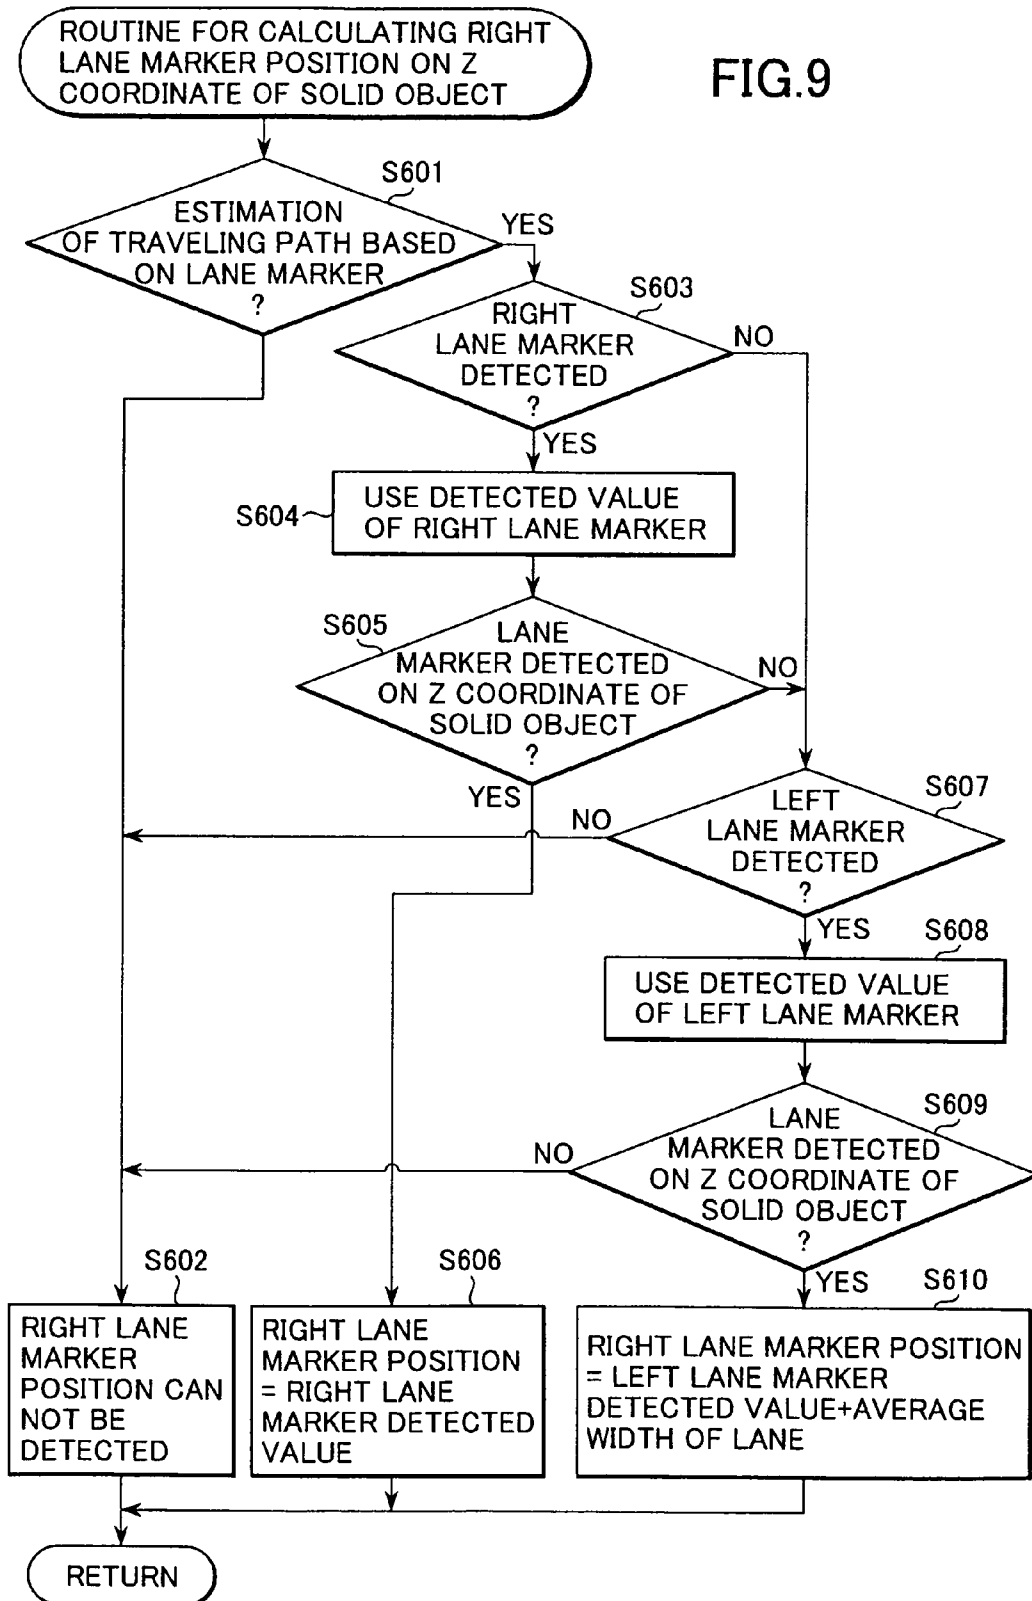 ROUTINE FOR CALCULATING RIGHT
LANE MARKER POSITION ON Z
COORDINATE OF SOLID OBJECT
FIG.9
S601
ESTIMATION
OF TRAVELING PATH BASED
ON LANE MARKER
?
YES
S603
RIGHT
LANE MARKER
DETECTED
?
NO
YES
S604
USE DETECTED VALUE
OF RIGHT LANE MARKER
S605
LANE
MARKER DETECTED
ON Z COORDINATE OF
SOLID OBJECT
?
NO
YES
S607
LEFT
LANE MARKER
DETECTED
?
NO
YES
S608
USE DETECTED VALUE
OF LEFT LANE MARKER
S609
LANE
MARKER DETECTED
ON Z COORDINATE OF
SOLID OBJECT
?
NO
YES
S602
RIGHT LANE
MARKER
POSITION CAN
NOT BE
DETECTED
S606
RIGHT LANE
MARKER POSITION
= RIGHT LANE
MARKER DETECTED
VALUE
S610
RIGHT LANE MARKER POSITION
= LEFT LANE MARKER
DETECTED VALUE+AVERAGE
WIDTH OF LANE
RETURN